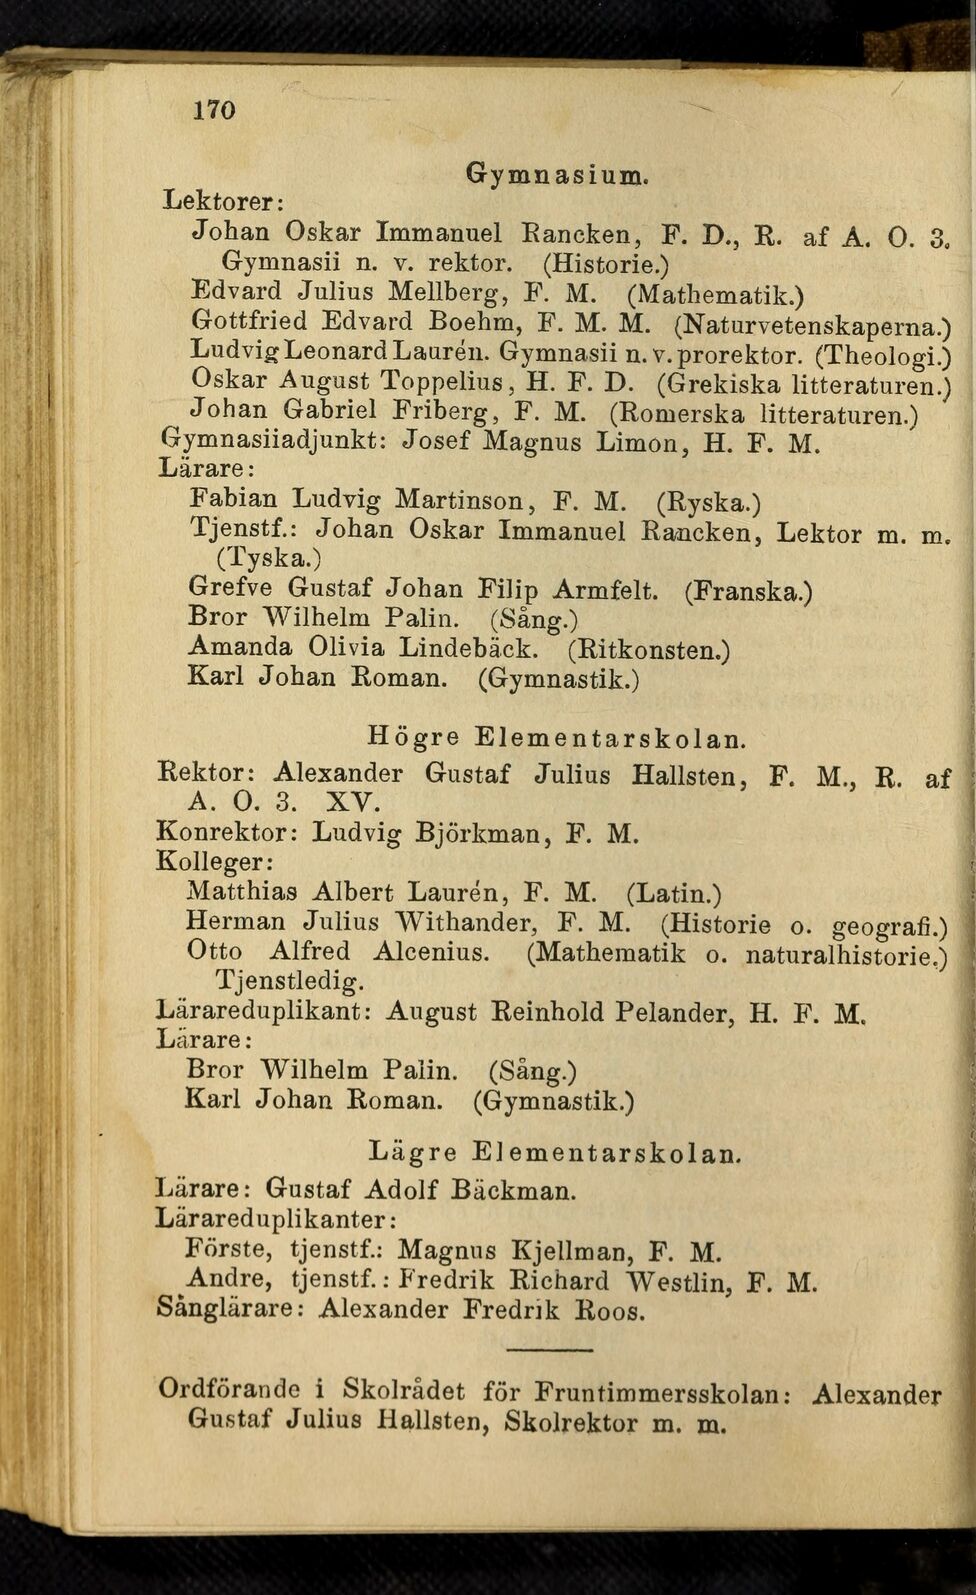 170
Gymnasium.
Lektorer:
Johan Oskar Immanuel Rancken, F. D., R. af A. O. 3.
Gymnasii n. v. rektor. (Historie.)
Edvard Julius Mellberg, F. M. (Mathematik.)
Gottfried Edvard Boehm, F. M. M. (Naturvetenskaperna.)
Ludvig Leonard Laurén. Gymnasii n. v. prorektor. (Theologi.)
Oskar August Toppelius, H. F. D. (Grekiska litteraturen.)
Johan Gabriel Friberg, F. M. (Romerska litteraturen.)
Gymnasiiadjunkt: Josef Magnus Limon, H. F. M.
Lärare:
Fabian Ludvig Martinson, F. M. (Ryska.)
Tjenstf.: Johan Oskar Immanuel Rancken, Lektor m. m.
(Tyska.)
Grefve Gustaf Johan Filip Armfelt. (Franska.)
Bror Wilhelm Palin. (Sång.)
Amanda Olivia Lindebäck. (Ritkonsten.)
Karl Johan Roman. (Gymnastik.)
Högre Elementarskolan.
Rektor: Alexander Gustaf Julius Hallsten, F. M., R. af
A. O. 3. XV.
Konrektor: Ludvig Björkman, F. M.
Kolleger:
Matthias Albert Laurén, F. M. (Latin.)
Herman Julius Withander, F. M. (Historie o. geografi.)
Otto Alfred Alcenius. (Mathematik o. naturalhistorie.)
Tjenstledig.
Lärareduplikant: August Reinhold Pelander, H. F. M.
Lärare:
Bror Wilhelm Palin. (Sång.)
Karl Johan Roman. (Gymnastik.)
Lägre Elementarskolan.
Lärare: Gustaf Adolf Bäckman.
Lärareduplikanter:
Förste, tjenstf.: Magnus Kjellman, F. M.
Andre, tjenstf.: Fredrik Richard Westlin, F. M.
Sånglärare: Alexander Fredrik Roos.
Ordförande i Skolrådet för Fruntimmersskolan: Alexander
Gustaf Julius Hallsten, Skolrektor m. m.